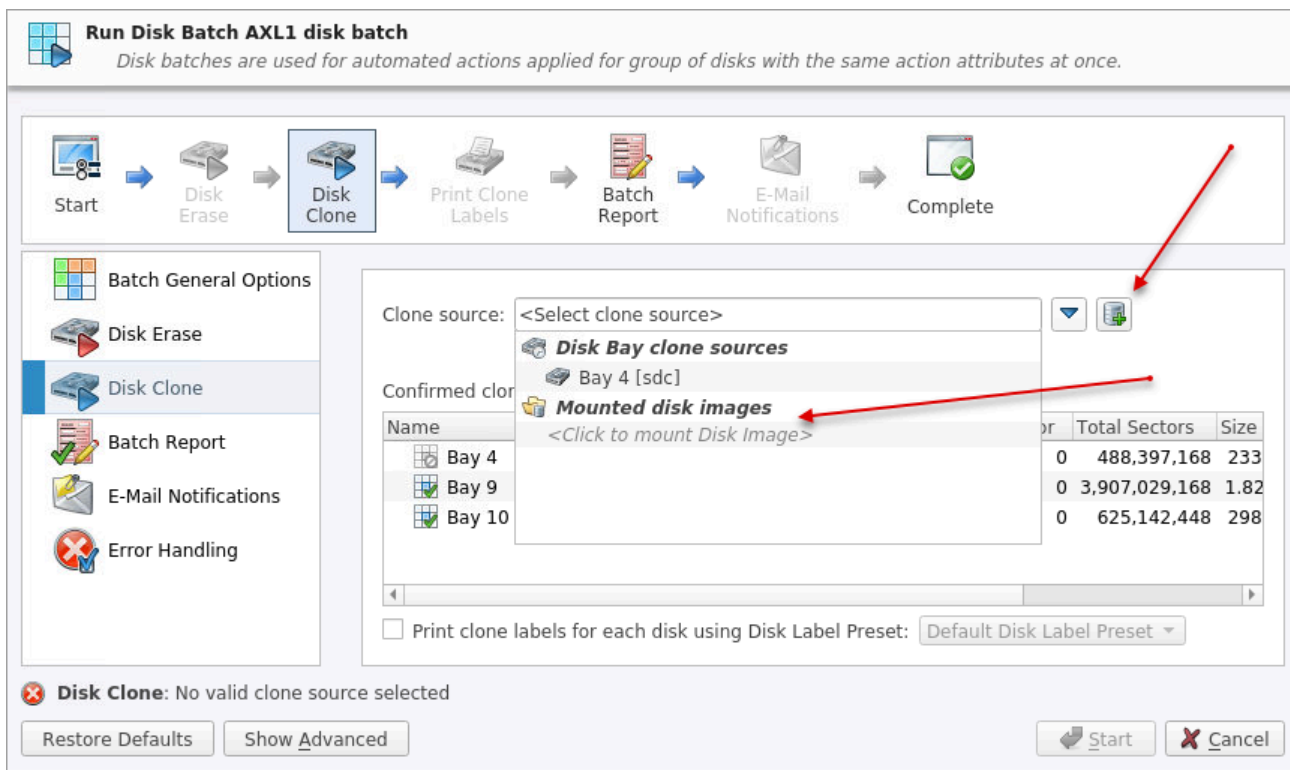 Run Disk Batch AXL1 disk batch
Disk batches are used for automated actions applied for group of disks with the same action attributes at once.
Start
Disk
Erase
Disk
Clone
Print Clone
Labels
Batch
Report
E-Mail
Notifications
Complete
Batch General Options
Disk Erase
Disk Clone
Batch Report
E-Mail Notifications
Error Handling
Clone source: <Select clone source>
Disk Bay clone sources
Bay 4 [sdc]
Mounted disk images
<Click to mount Disk Image>
Confirmed clor
Name or Total Sectors Size
Bay 4 0 488,397,168 233
Bay 9 0 3,907,029,168 1.82
Bay 10 0 625,142,448 298
Print clone labels for each disk using Disk Label Preset: Default Disk Label Preset
Disk Clone: No valid clone source selected
Restore Defaults Show Advanced Start Cancel